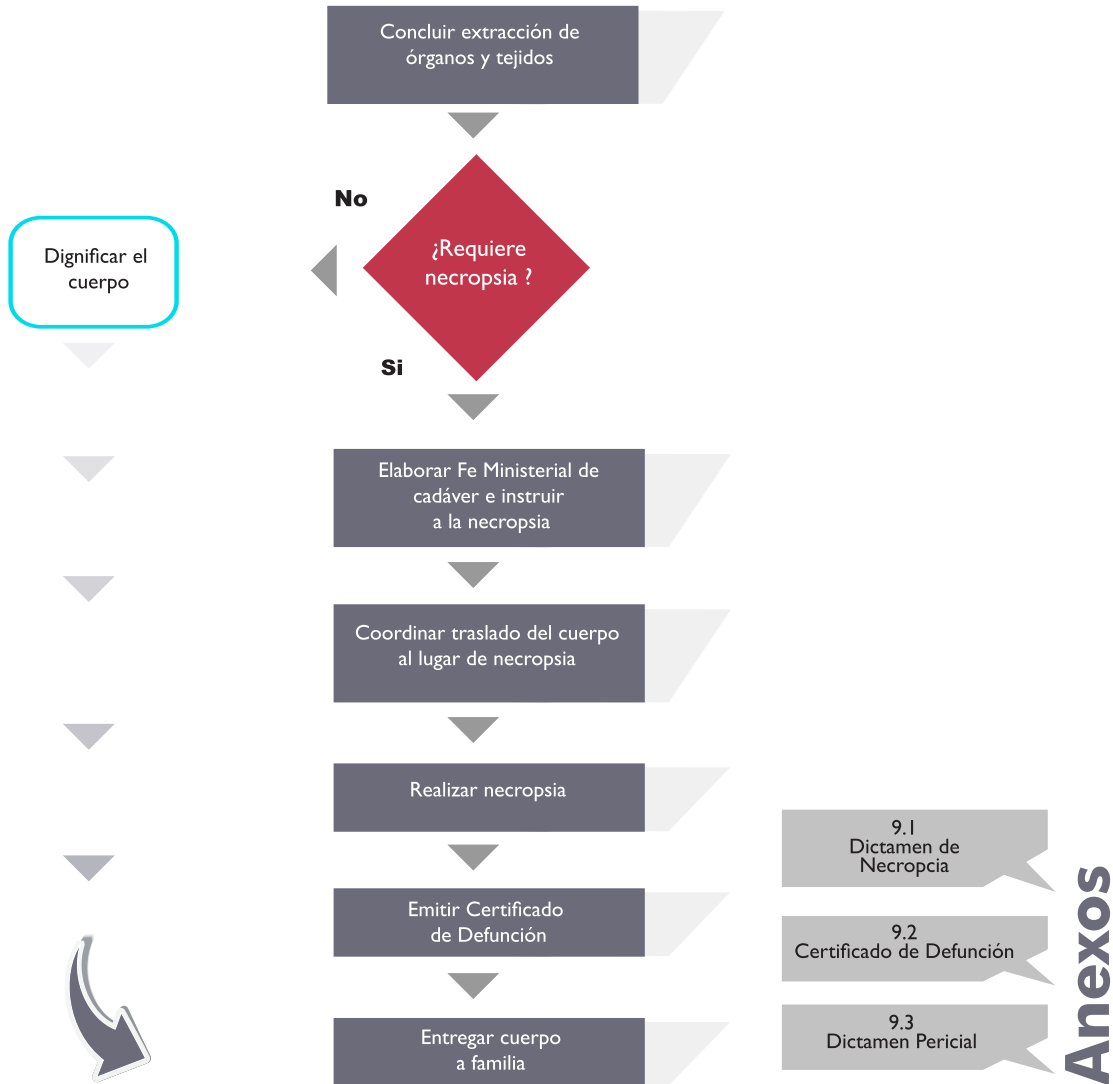 Concluir extracción de
órganos y tejidos
No
¿Requiere
necropsia ?
Dignificar el
cuerpo
Si
Elaborar Fe Ministerial de
cadáver e instruir
a la necropsia
Coordinar traslado del cuerpo
al lugar de necropsia
Realizar necropsia
9.1
Dictamen de
Necropcia
Emitir Certificado
de Defunción
9.2
Certificado de Defunción
Entregar cuerpo
a familia
9.3
Dictamen Pericial
Anexos